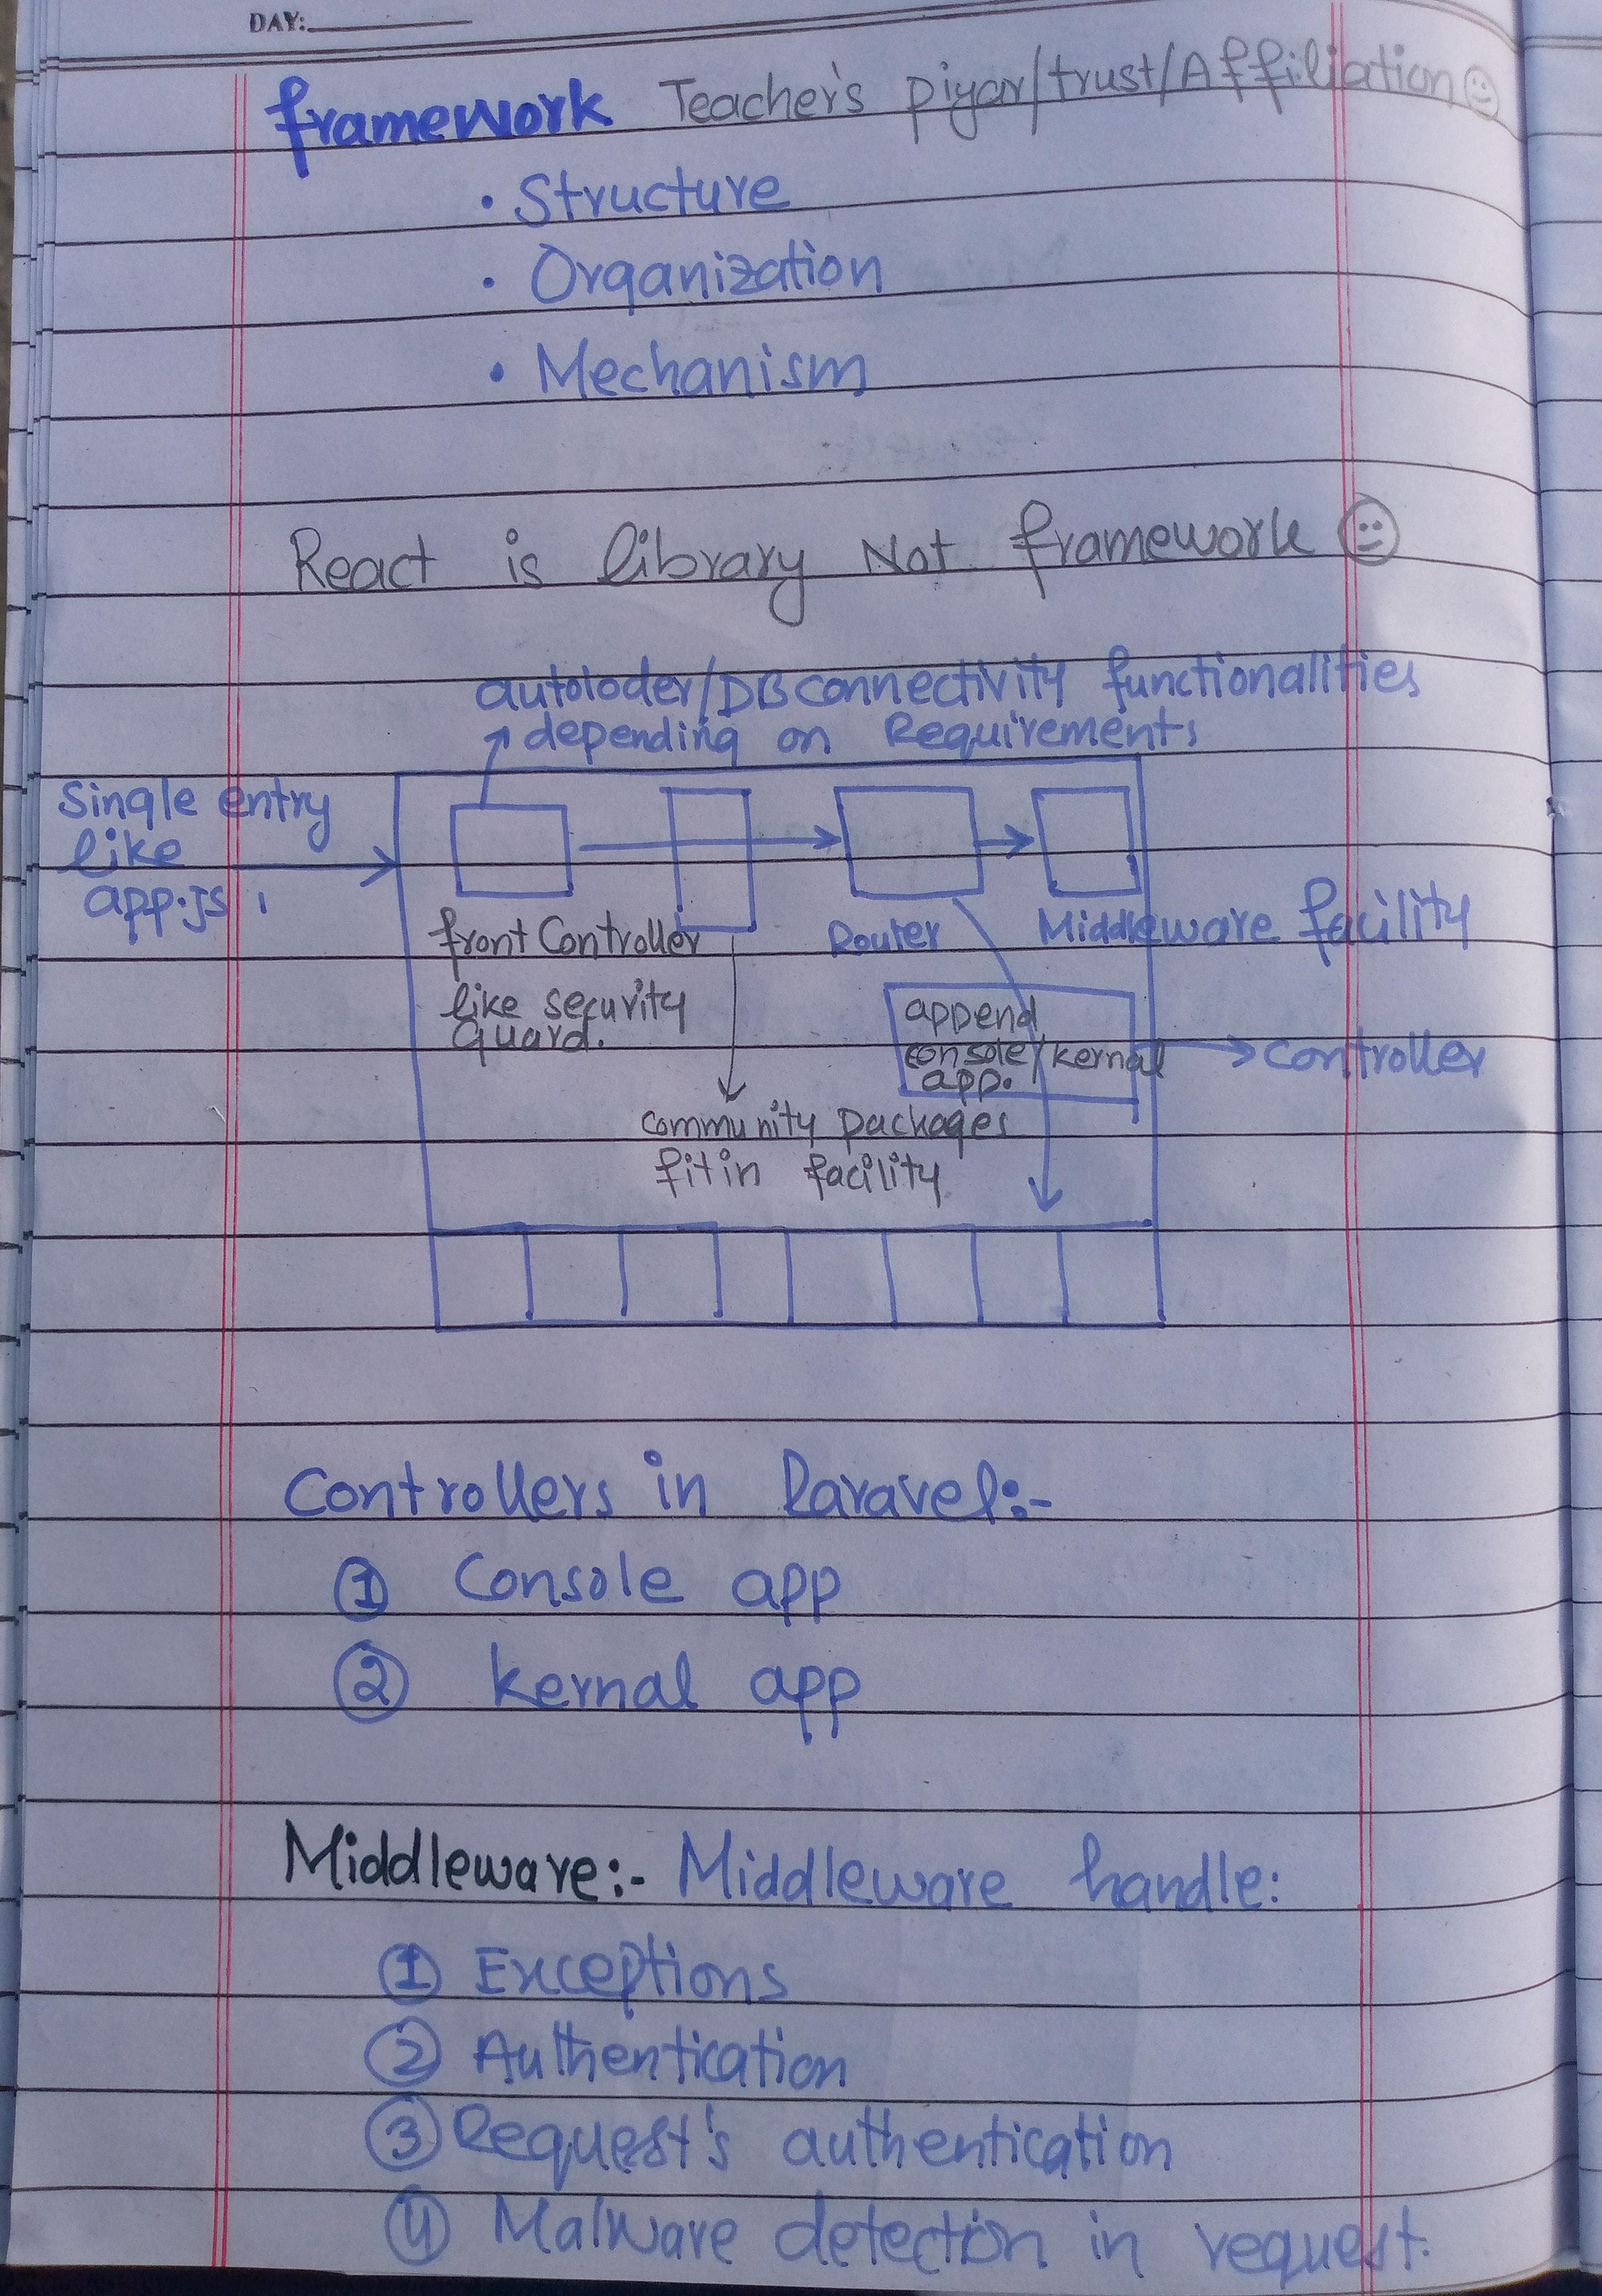 DAY:
framework Teacher's piyar/trust/Affiliation
• Structure
• Organization
• Mechanism
React is library Not framework
autoloder/DB connectivity functionalities
depending on Requirements
Single entry
like
app.js
front Controller
like security
Guard.
Router
Middleware facility
append
console/kernal
app.
controller
community packages
fit in facility
Controllers in Laravel:-
① Console app
② kernal app
Middleware:- Middleware handle:
① Exceptions
② Authentication
③ Request's authentication
④ Malware detection in request.